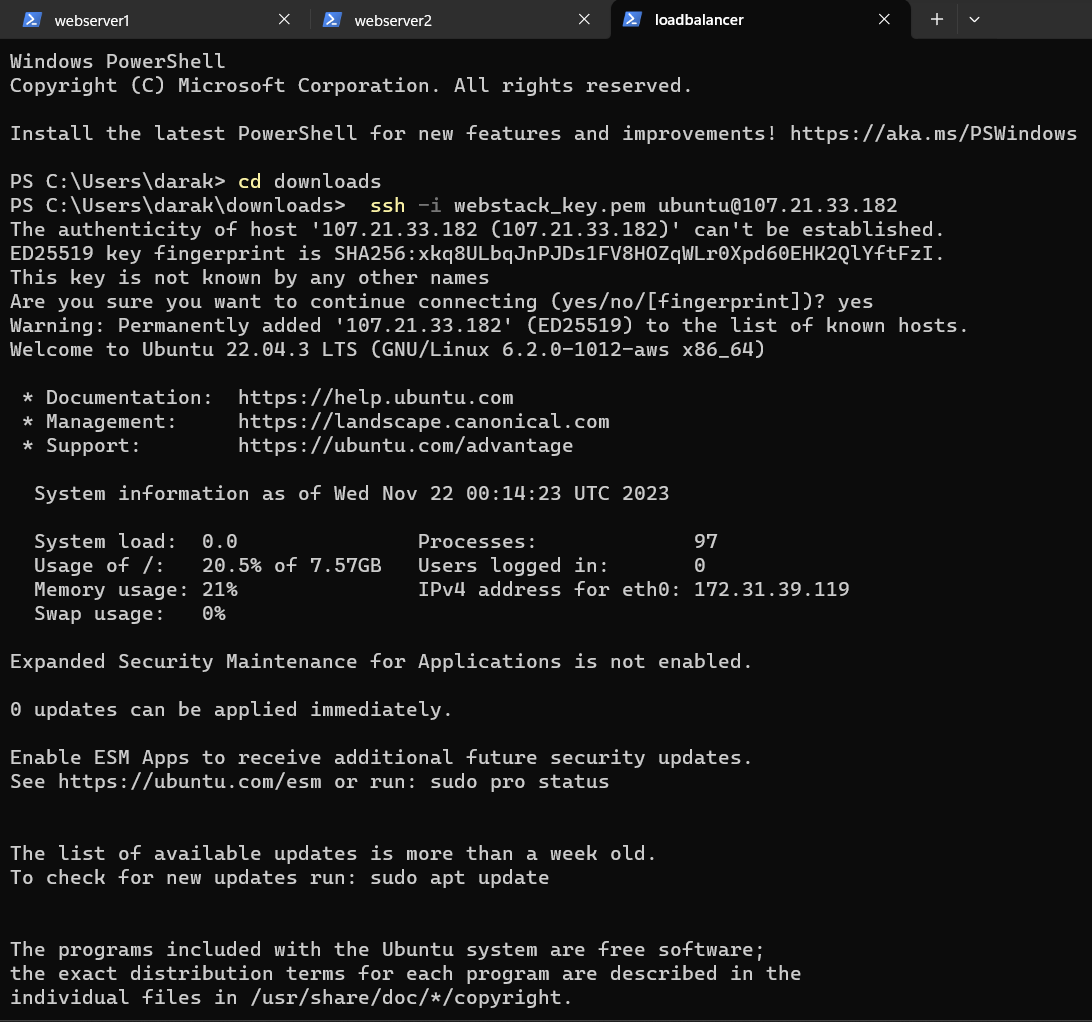 webserver1
webserver2
loadbalancer
Windows PowerShell
Copyright (C) Microsoft Corporation. All rights reserved.
Install the latest PowerShell for new features and improvements! https://aka.ms/PSWindows
PS C:\Users\darak> cd downloads
PS C:\Users\darak\downloads>  ssh -i webstack_key.pem ubuntu@107.21.33.182
The authenticity of host '107.21.33.182 (107.21.33.182)' can't be established.
ED25519 key fingerprint is SHA256:xkq8ULbqJnPJDs1FV8HOZqWLr0Xpd60EHK2QlYftFzI.
This key is not known by any other names
Are you sure you want to continue connecting (yes/no/[fingerprint])? yes
Warning: Permanently added '107.21.33.182' (ED25519) to the list of known hosts.
Welcome to Ubuntu 22.04.3 LTS (GNU/Linux 6.2.0-1012-aws x86_64)
* Documentation:  https://help.ubuntu.com
* Management:     https://landscape.canonical.com
* Support:        https://ubuntu.com/advantage
System information as of Wed Nov 22 00:14:23 UTC 2023
System load:  0.0               Processes:             97
Usage of /:   20.5% of 7.57GB   Users logged in:       0
Memory usage: 21%               IPv4 address for eth0: 172.31.39.119
Swap usage:   0%
Expanded Security Maintenance for Applications is not enabled.
0 updates can be applied immediately.
Enable ESM Apps to receive additional future security updates.
See https://ubuntu.com/esm or run: sudo pro status
The list of available updates is more than a week old.
To check for new updates run: sudo apt update
The programs included with the Ubuntu system are free software;
the exact distribution terms for each program are described in the
individual files in /usr/share/doc/*/copyright.